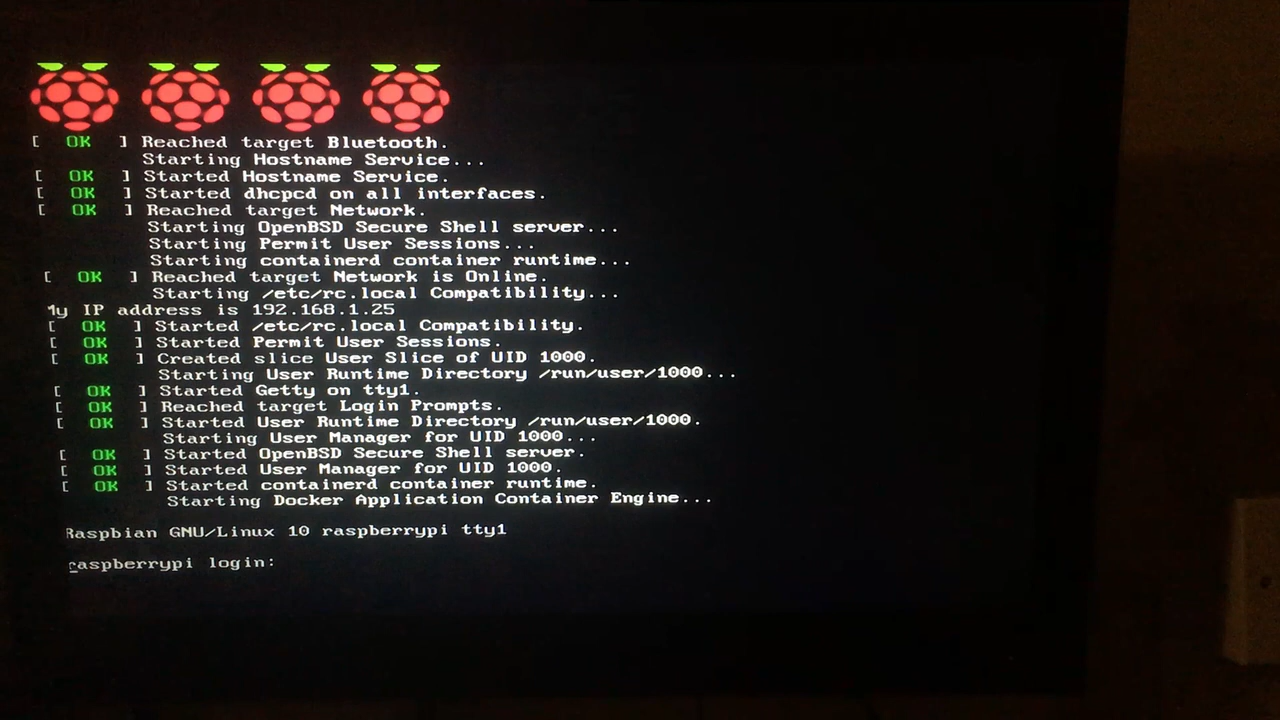 [  OK  ] Reached target Bluetooth.
Starting Hostname Service...
[  OK  ] Started Hostname Service.
[  OK  ] Started dhcpcd on all interfaces.
[  OK  ] Reached target Network.
Starting OpenBSD Secure Shell server...
Starting Permit User Sessions...
Starting containerd container runtime...
[  OK  ] Reached target Network is Online.
Starting /etc/rc.local Compatibility...
My IP address is 192.168.1.25
[  OK  ] Started /etc/rc.local Compatibility.
[  OK  ] Started Permit User Sessions.
[  OK  ] Created slice User Slice of UID 1000.
Starting User Runtime Directory /run/user/1000...
[  OK  ] Started Getty on tty1.
[  OK  ] Reached target Login Prompts.
[  OK  ] Started User Runtime Directory /run/user/1000.
Starting User Manager for UID 1000...
[  OK  ] Started OpenBSD Secure Shell server.
[  OK  ] Started User Manager for UID 1000.
[  OK  ] Started containerd container runtime.
Starting Docker Application Container Engine...
Raspbian GNU/Linux 10 raspberrypi tty1
raspberrypi login: